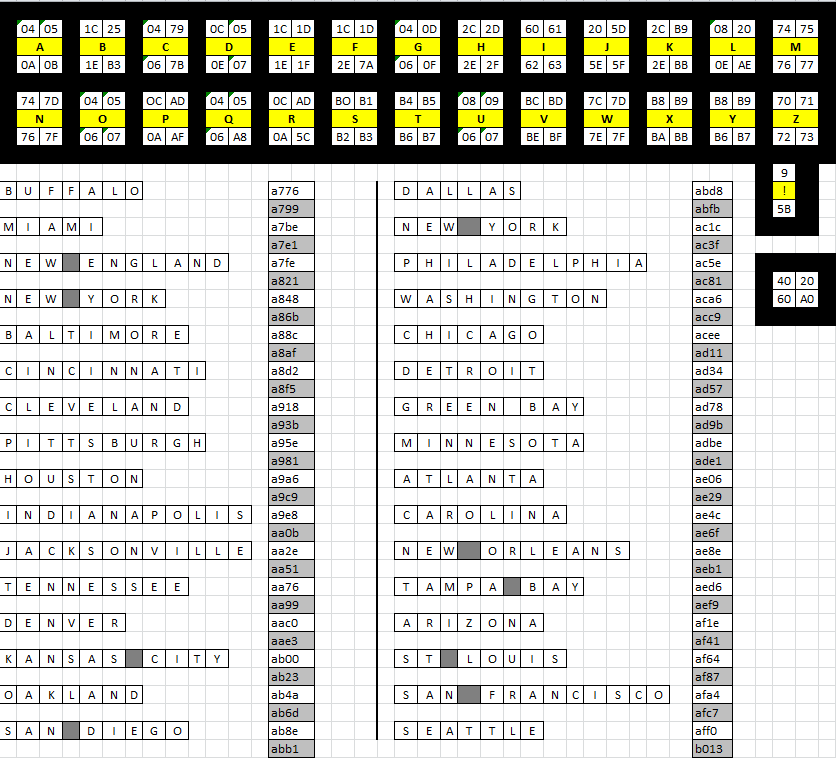 04 05 1C 25 04 79 0C 05 1C 1D 1C 1D 04 0D 2C 2D 60 61 20 5D 2C B9 08 20 74 75
A B C D E F G H I J K L M
0A 0B 1E B3 06 7B 0E 07 1E 1F 2E 7A 06 0F 2E 2F 62 63 5E 5F 2E BB 0E AE 76 77
74 7D 04 05 OC AD 04 05 0C AD BO B1 B4 B5 08 09 BC BD 7C 7D B8 B9 B8 B9 70 71
N O P Q R S T U V W X Y Z
76 7F 06 07 0A AF 06 A8 0A 5C B2 B3 B6 B7 06 07 BE BF 7E 7F BA BB B6 B7 72 73
9
BUFFALO a776 DALLAS abd8 !
a799 abfb 5B
MIAMI a7be NEW YORK ac1c
a7e1 ac3f
NEW ENGLAND a7fe PHILADELPHIA ac5e
a821 ac81 40 20
NEW YORK a848 WASHINGTON aca6 60 A0
a86b acc9
BALTIMORE a88c CHICAGO acee
a8af ad11
CINCINNATI a8d2 DETROIT ad34
a8f5 ad57
CLEVELAND a918 GREEN BAY ad78
a93b ad9b
PITTSBURGH a95e MINNESOTA adbe
a981 ade1
HOUSTON a9a6 ATLANTA ae06
a9c9 ae29
INDIANAPOLIS a9e8 CAROLINA ae4c
aa0b ae6f
JACKSONVILLE aa2e NEW ORLEANS ae8e
aa51 aeb1
TENNESSEE aa76 TAMPA BAY aed6
aa99 aef9
DENVER aac0 ARIZONA af1e
aae3 af41
KANSAS CITY ab00 ST LOUIS af64
ab23 af87
OAKLAND ab4a SAN FRANCISCO afa4
ab6d afc7
SAN DIEGO ab8e SEATTLE aff0
abb1 b013